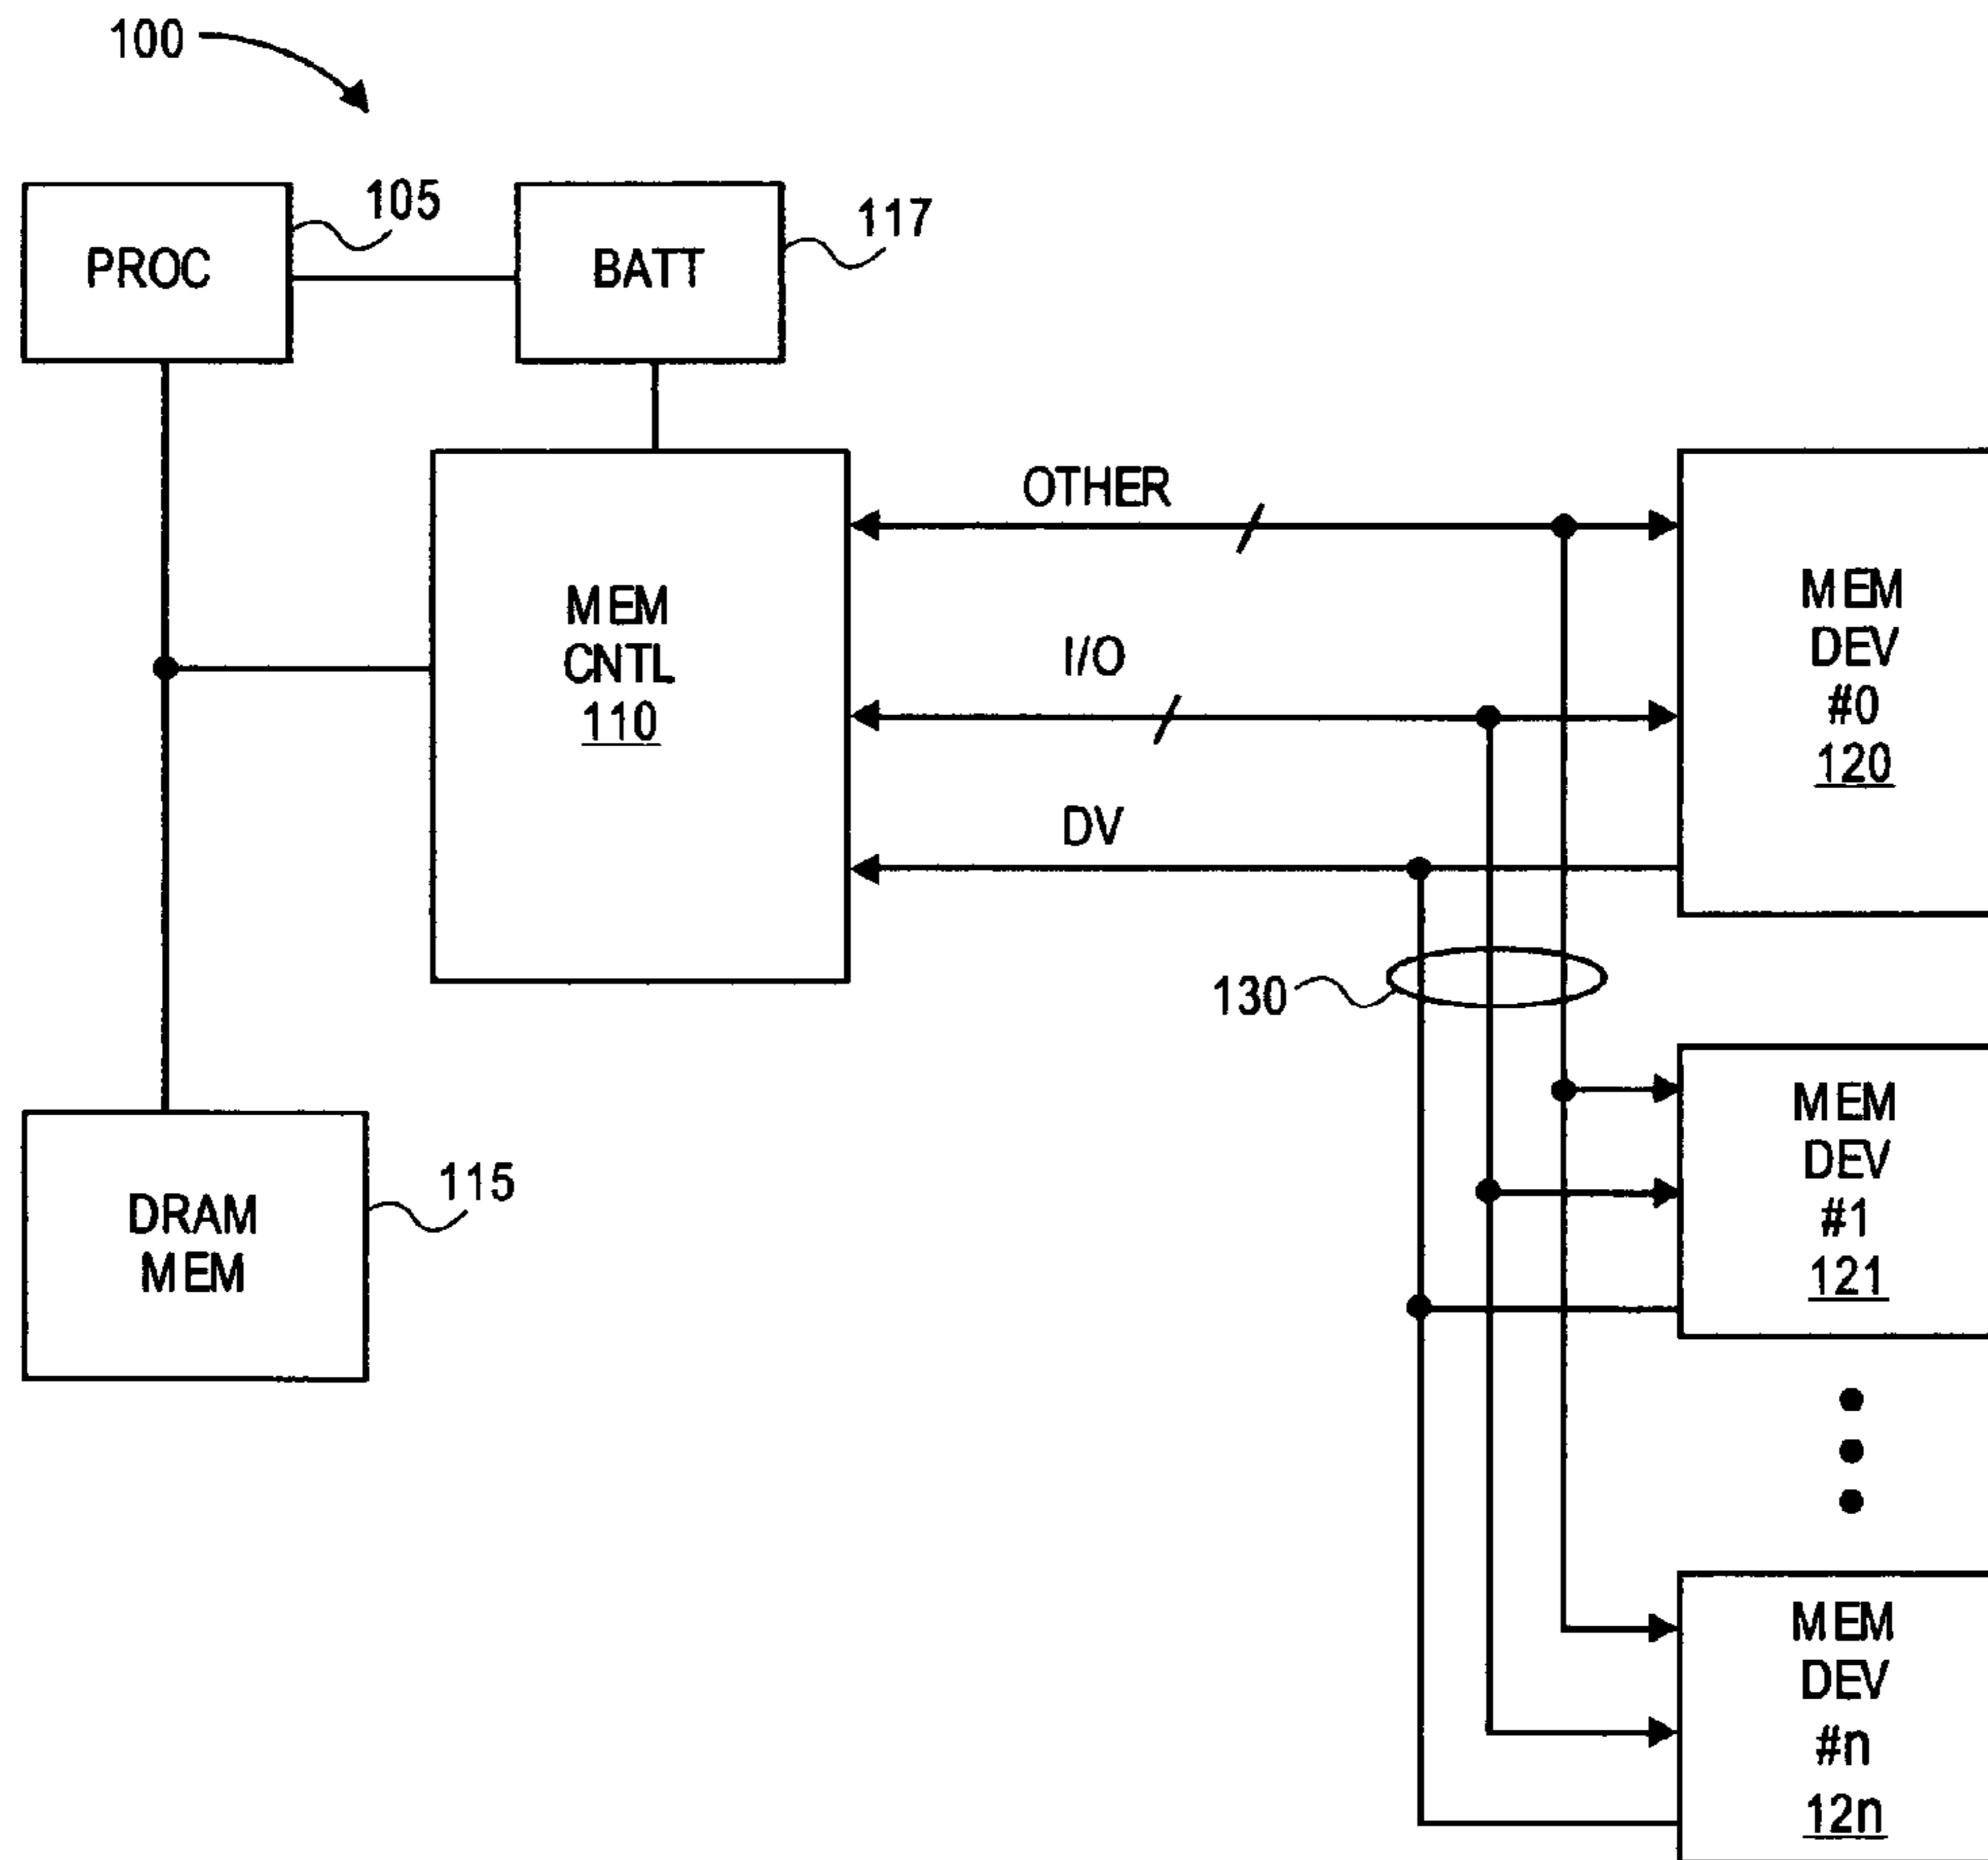 100
105
117
PROC
BATT
OTHER
MEM
CNTL
110
I/O
DV
MEM
DEV
#0
120
130
MEM
DEV
#1
121
115
DRAM
MEM
MEM
DEV
#n
12n